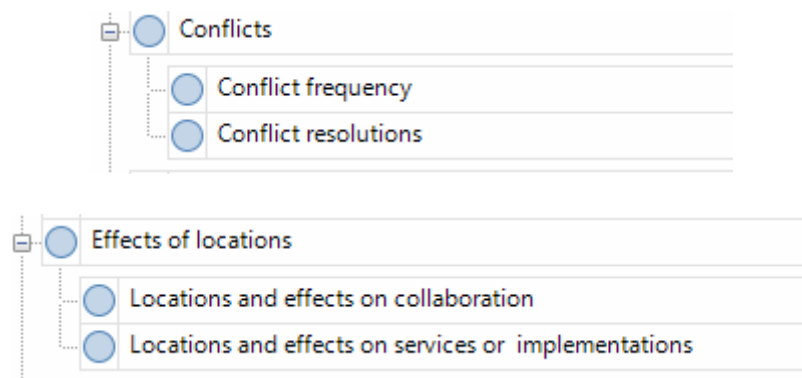 Conflicts
Conflict frequency
Conflict resolutions
Effects of locations
Locations and effects on collaboration
Locations and effects on services or  implementations